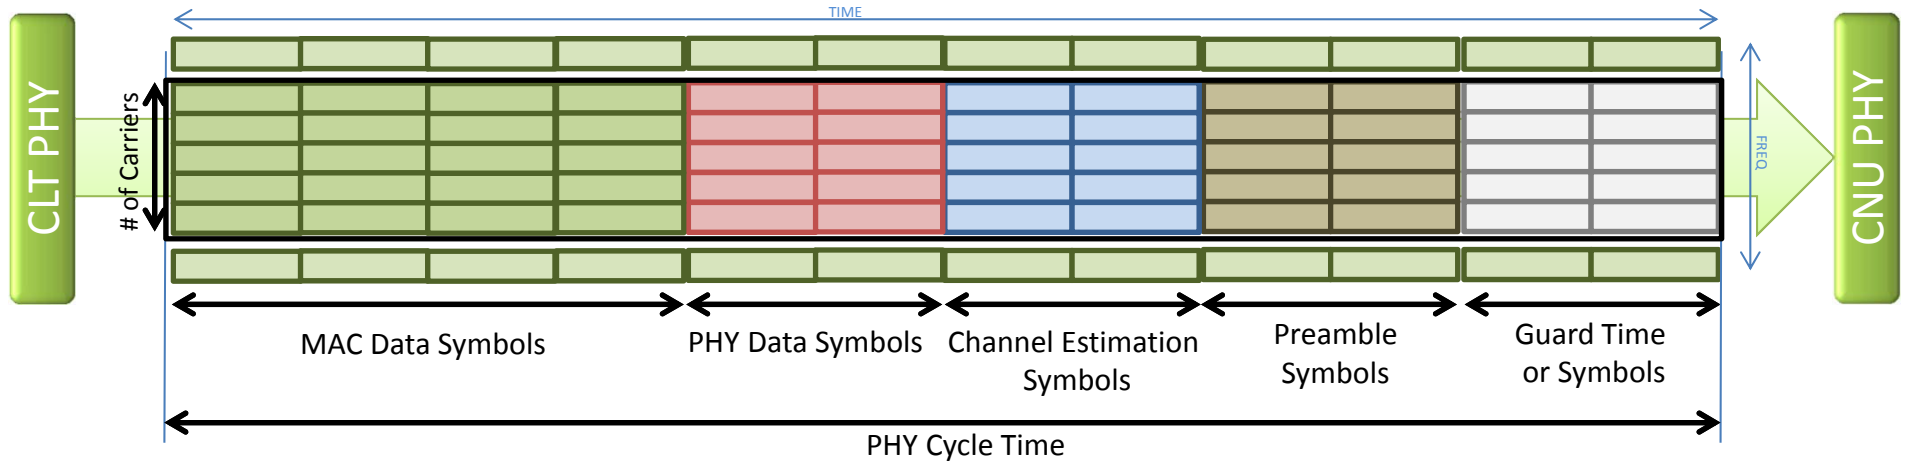 TIME
CLT PHY
# of Carriers
FREQ
CNU PHY
MAC Data Symbols
PHY Data Symbols
Channel Estimation
Symbols
Preamble
Symbols
Guard Time
or Symbols
PHY Cycle Time